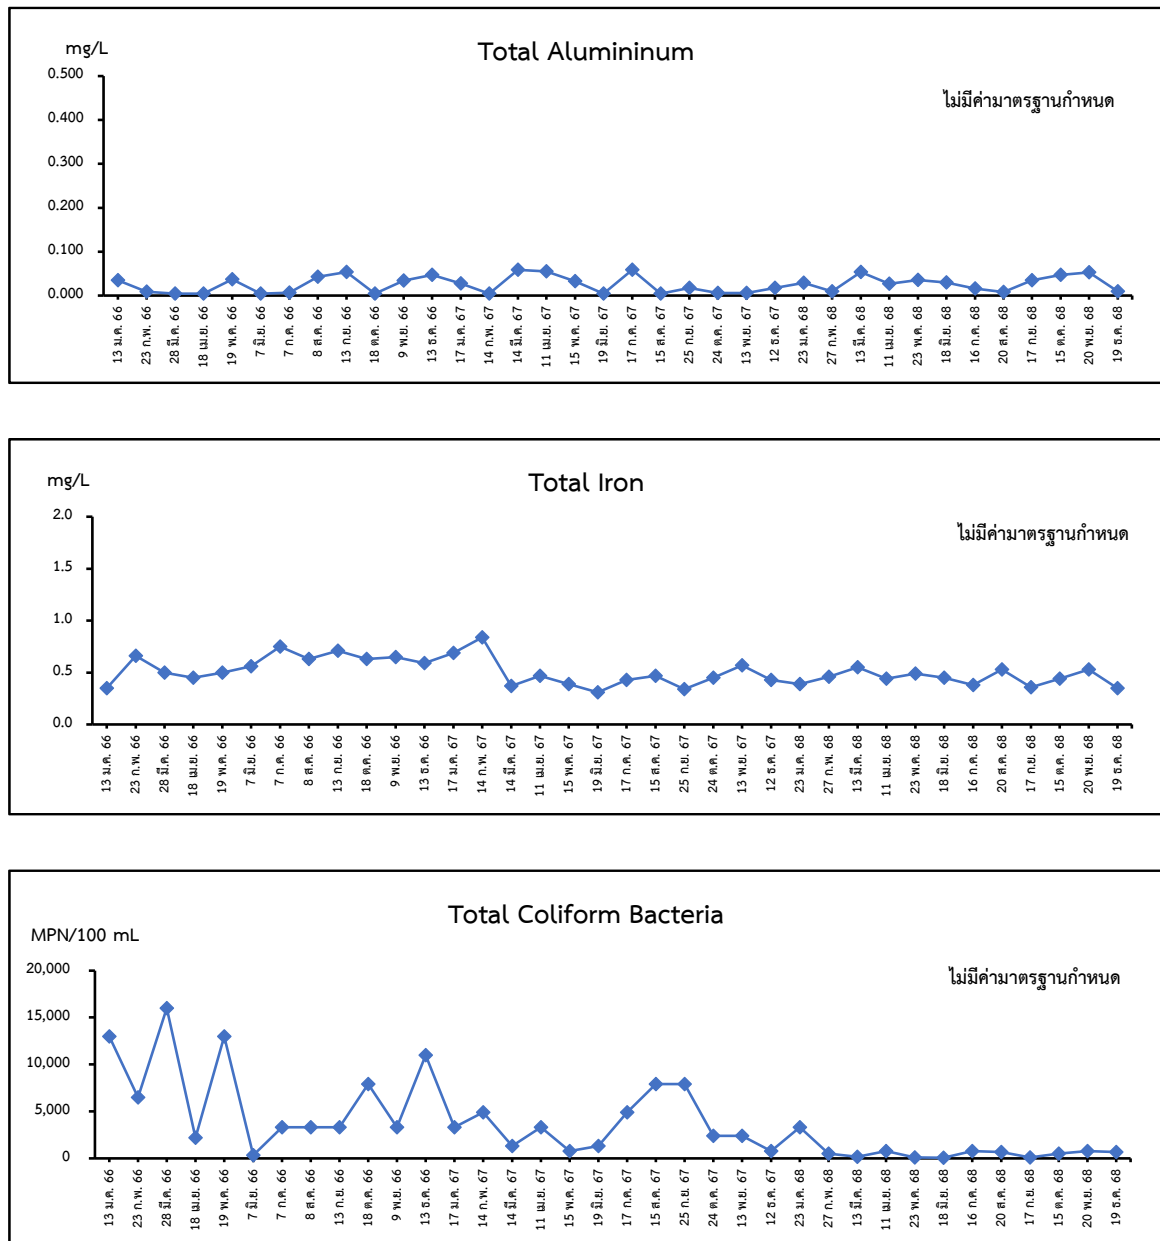 Total Alumininum
mg/L
ไม่มีค่ามาตรฐานกำหนด
0.500
0.400
0.300
0.200
0.100
0.000
13 ม.ค. 66
23 ก.พ. 66
28 มี.ค. 66
18 เม.ย. 66
19 พ.ค. 66
7 มิ.ย. 66
7 ก.ค. 66
8 ส.ค. 66
13 ก.ย. 66
18 ต.ค. 66
9 พ.ย. 66
13 ธ.ค. 66
17 ม.ค. 67
14 ก.พ. 67
14 มี.ค. 67
11 เม.ย. 67
15 พ.ค. 67
19 มิ.ย. 67
17 ก.ค. 67
15 ส.ค. 67
25 ก.ย. 67
24 ต.ค. 67
13 พ.ย. 67
12 ธ.ค. 67
23 ม.ค. 68
27 ก.พ. 68
13 มี.ค. 68
11 เม.ย. 68
23 พ.ค. 68
18 มิ.ย. 68
16 ก.ค. 68
20 ส.ค. 68
17 ก.ย. 68
15 ต.ค. 68
20 พ.ย. 68
19 ธ.ค. 68
Total Iron
mg/L
ไม่มีค่ามาตรฐานกำหนด
2.0
1.5
1.0
0.5
0.0
13 ม.ค. 66
23 ก.พ. 66
28 มี.ค. 66
18 เม.ย. 66
19 พ.ค. 66
7 มิ.ย. 66
7 ก.ค. 66
8 ส.ค. 66
13 ก.ย. 66
18 ต.ค. 66
9 พ.ย. 66
13 ธ.ค. 66
17 ม.ค. 67
14 ก.พ. 67
14 มี.ค. 67
11 เม.ย. 67
15 พ.ค. 67
19 มิ.ย. 67
17 ก.ค. 67
15 ส.ค. 67
25 ก.ย. 67
24 ต.ค. 67
13 พ.ย. 67
12 ธ.ค. 67
23 ม.ค. 68
27 ก.พ. 68
13 มี.ค. 68
11 เม.ย. 68
23 พ.ค. 68
18 มิ.ย. 68
16 ก.ค. 68
20 ส.ค. 68
17 ก.ย. 68
15 ต.ค. 68
20 พ.ย. 68
19 ธ.ค. 68
Total Coliform Bacteria
MPN/100 mL
ไม่มีค่ามาตรฐานกำหนด
20,000
15,000
10,000
5,000
0
13 ม.ค. 66
23 ก.พ. 66
28 มี.ค. 66
18 เม.ย. 66
19 พ.ค. 66
7 มิ.ย. 66
7 ก.ค. 66
8 ส.ค. 66
13 ก.ย. 66
18 ต.ค. 66
9 พ.ย. 66
13 ธ.ค. 66
17 ม.ค. 67
14 ก.พ. 67
14 มี.ค. 67
11 เม.ย. 67
15 พ.ค. 67
19 มิ.ย. 67
17 ก.ค. 67
15 ส.ค. 67
25 ก.ย. 67
24 ต.ค. 67
13 พ.ย. 67
12 ธ.ค. 67
23 ม.ค. 68
27 ก.พ. 68
13 มี.ค. 68
11 เม.ย. 68
23 พ.ค. 68
18 มิ.ย. 68
16 ก.ค. 68
20 ส.ค. 68
17 ก.ย. 68
15 ต.ค. 68
20 พ.ย. 68
19 ธ.ค. 68